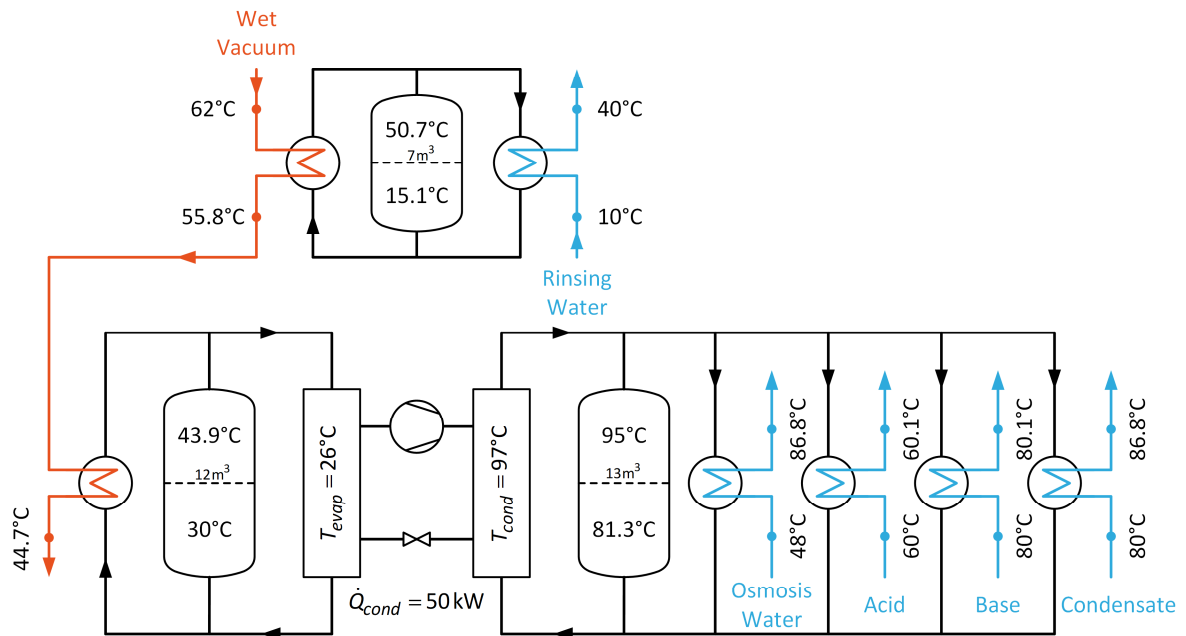 Wet
Vacuum
62°C
55.8°C
50.7°C
7m³
15.1°C
40°C
10°C
Rinsing
Water
44.7°C
43.9°C
12m³
30°C
T_evap = 26°C
T_cond = 97°C
Q̇_cond = 50 kW
95°C
13m³
81.3°C
86.8°C
48°C
Osmosis
Water
60.1°C
60°C
Acid
80.1°C
80°C
Base
86.8°C
80°C
Condensate